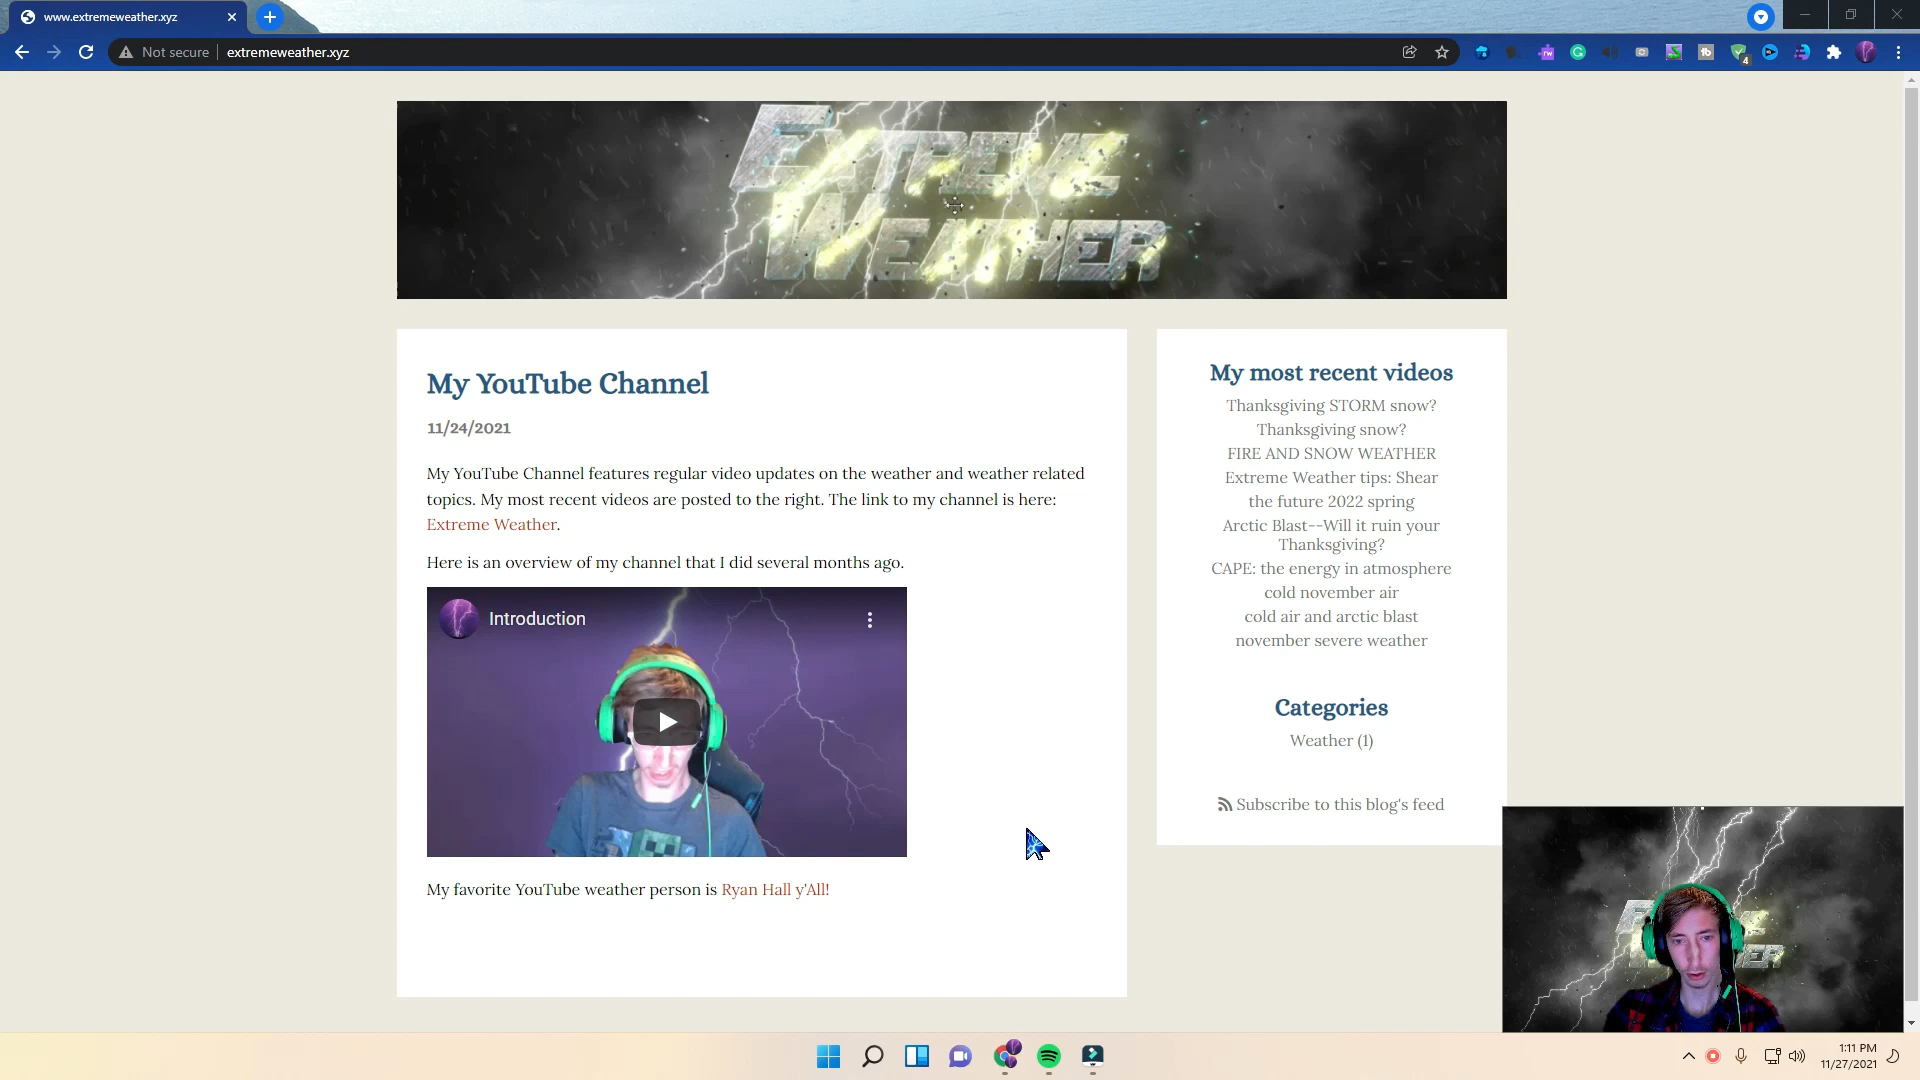 www.extremeweather.xyz
Not secure
extremeweather.xyz
rw
tb
4
EXTREME
WEATHER
My YouTube Channel
11/24/2021
My YouTube Channel features regular video updates on the weather and weather related
topics. My most recent videos are posted to the right. The link to my channel is here:
Extreme Weather.
Here is an overview of my channel that I did several months ago.
Introduction
My favorite YouTube weather person is Ryan Hall y'All!
My most recent videos
Thanksgiving STORM snow?
Thanksgiving snow?
FIRE AND SNOW WEATHER
Extreme Weather tips: Shear
the future 2022 spring
Arctic Blast--Will it ruin your
Thanksgiving?
CAPE: the energy in atmosphere
cold november air
cold air and arctic blast
november severe weather
Categories
Weather (1)
Subscribe to this blog's feed
1:11 PM
11/27/2021